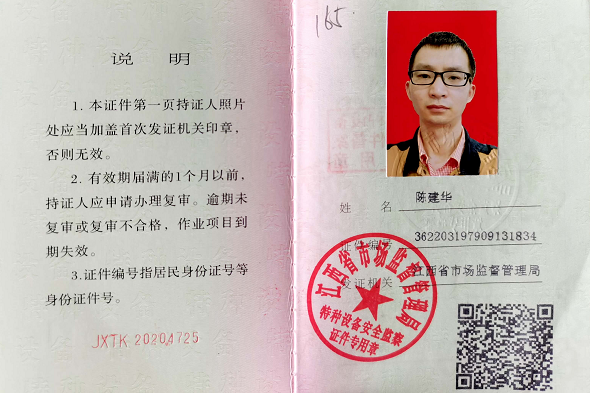 说 明
1. 本证件第一页持证人照片
处应当加盖首次发证机关印章，
否则无效。
2. 有效期届满的1个月以前，
持证人应申请办理复审。逾期未
复审或复审不合格，作业项目到
期失效。
3.证件编号指居民身份证号等
身份证件号。
JXTK 20204725
165
姓 名 陈建华
证件编号 362203197909131834
发证机关 江西省市场监督管理局
江西省市场监督管理局
特种设备安全监察
证件专用章